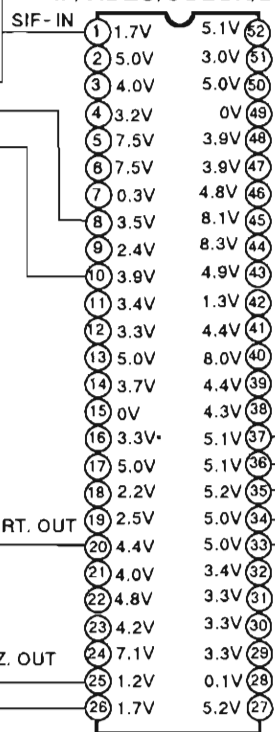 SIF-IN
1 1.7V 5.1V 52
2 5.0V 3.0V 51
3 4.0V 5.0V 50
4 3.2V 0V 49
5 7.5V 3.9V 48
6 7.5V 3.9V 47
7 0.3V 4.8V 46
8 3.5V 8.1V 45
9 2.4V 8.3V 44
10 3.9V 4.9V 43
11 3.4V 1.3V 42
12 3.3V 4.4V 41
13 5.0V 8.0V 40
14 3.7V 4.4V 39
15 0V 4.3V 38
16 3.3V 5.1V 37
17 5.0V 5.1V 36
18 2.2V 5.2V 35
RT. OUT 19 2.5V 5.0V 34
20 4.4V 5.0V 33
21 4.0V 3.4V 32
22 4.8V 3.3V 31
23 4.2V 3.3V 30
Z. OUT 24 7.1V 3.3V 29
25 1.2V 0.1V 28
26 1.7V 5.2V 27